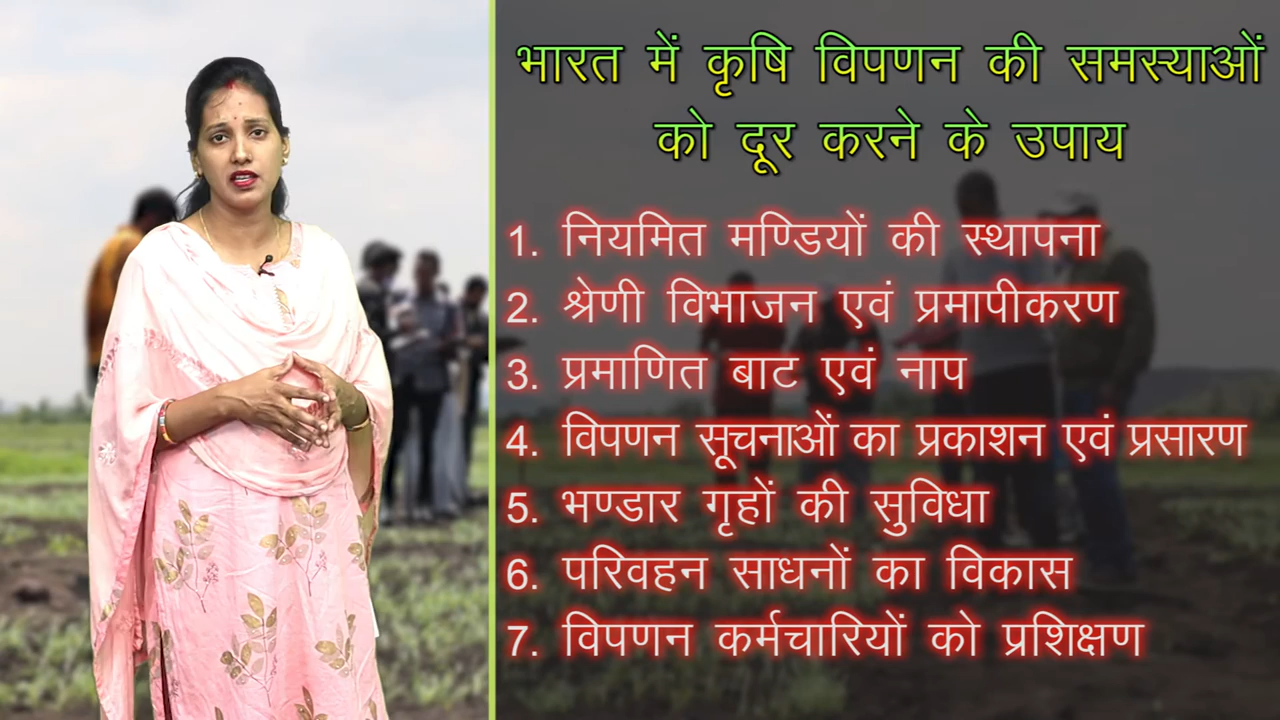 भारत में कृषि विपणन की समस्याओं
को दूर करने के उपाय
1. नियमित मण्डियों की स्थापना
2. श्रेणी विभाजन एवं प्रमापीकरण
3. प्रमाणित बाट एवं नाप
4. विपणन सूचनाओं का प्रकाशन एवं प्रसारण
5. भण्डार गृहों की सुविधा
6. परिवहन साधनों का विकास
7. विपणन कर्मचारियों को प्रशिक्षण